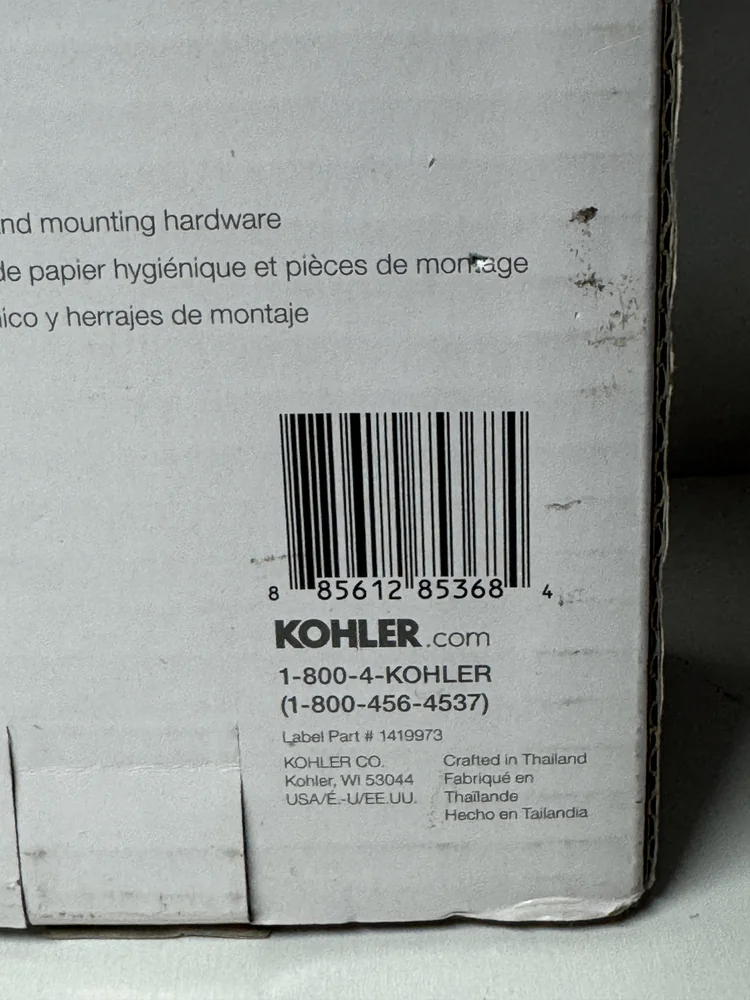 nd mounting hardware
de papier hygiénique et pièces de montage
ico y herrajes de montaje
8 85612 85368 4
KOHLER.com
1-800-4-KOHLER
(1-800-456-4537)
Label Part # 1419973
KOHLER CO.
Kohler, WI 53044
USA/É.-U/EE.UU.
Crafted in Thailand
Fabriqué en
Thaïlande
Hecho en Tailandia